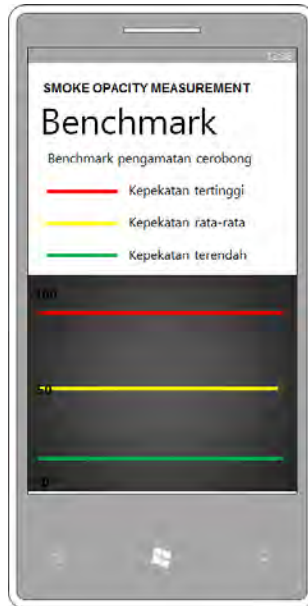 SMOKE OPACITY MEASUREMENT
Benchmark
Benchmark pengamatan cerobong
Kepekatan tertinggi
Kepekatan rata-rata
Kepekatan terendah
100
50
0